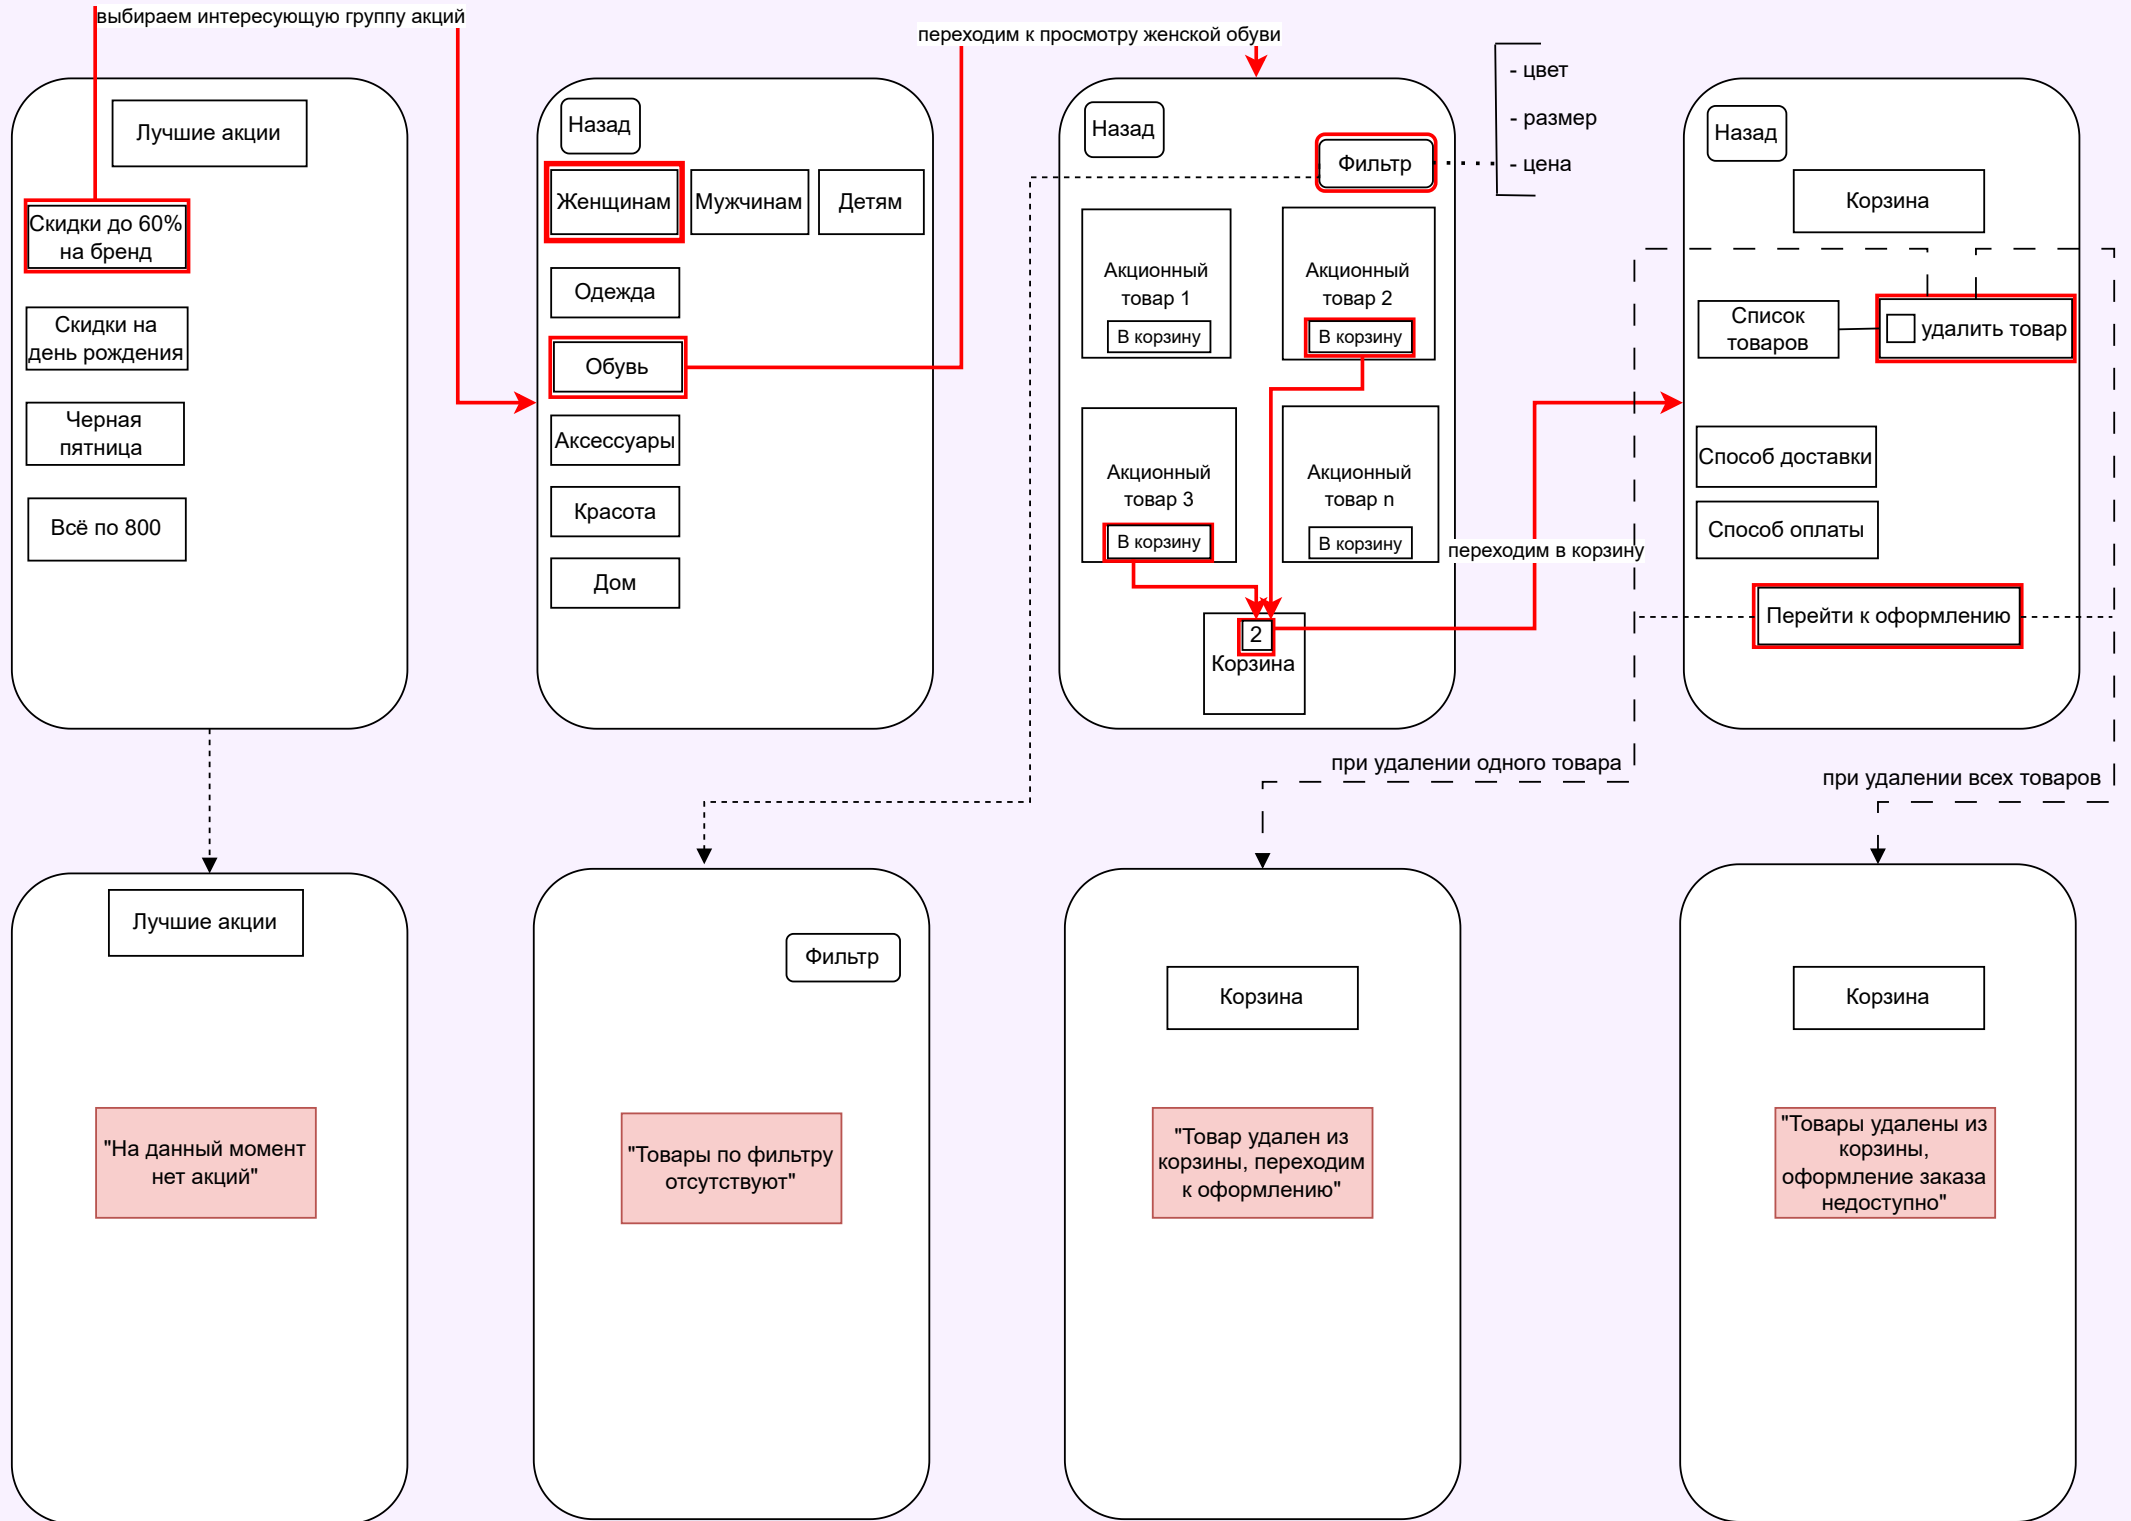 выбираем интересующую группу акций
переходим к просмотру женской обуви
- цвет
- размер
- цена
Лучшие акции
Скидки до 60%
на бренд
Скидки на
день рождения
Черная
пятница
Всё по 800
Назад
Женщинам
Мужчинам
Детям
Одежда
Обувь
Аксессуары
Красота
Дом
Назад
Фильтр
Акционный
товар 1
В корзину
Акционный
товар 2
В корзину
Акционный
товар 3
В корзину
Акционный
товар n
В корзину
2
Корзина
переходим в корзину
Назад
Корзина
Список
товаров
удалить товар
Способ доставки
Способ оплаты
Перейти к оформлению
при удалении одного товара
при удалении всех товаров
Лучшие акции
"На данный момент
нет акций"
Фильтр
"Товары по фильтру
отсутствуют"
Корзина
"Товар удален из
корзины, переходим
к оформлению"
Корзина
"Товары удалены из
корзины,
оформление заказа
недоступно"